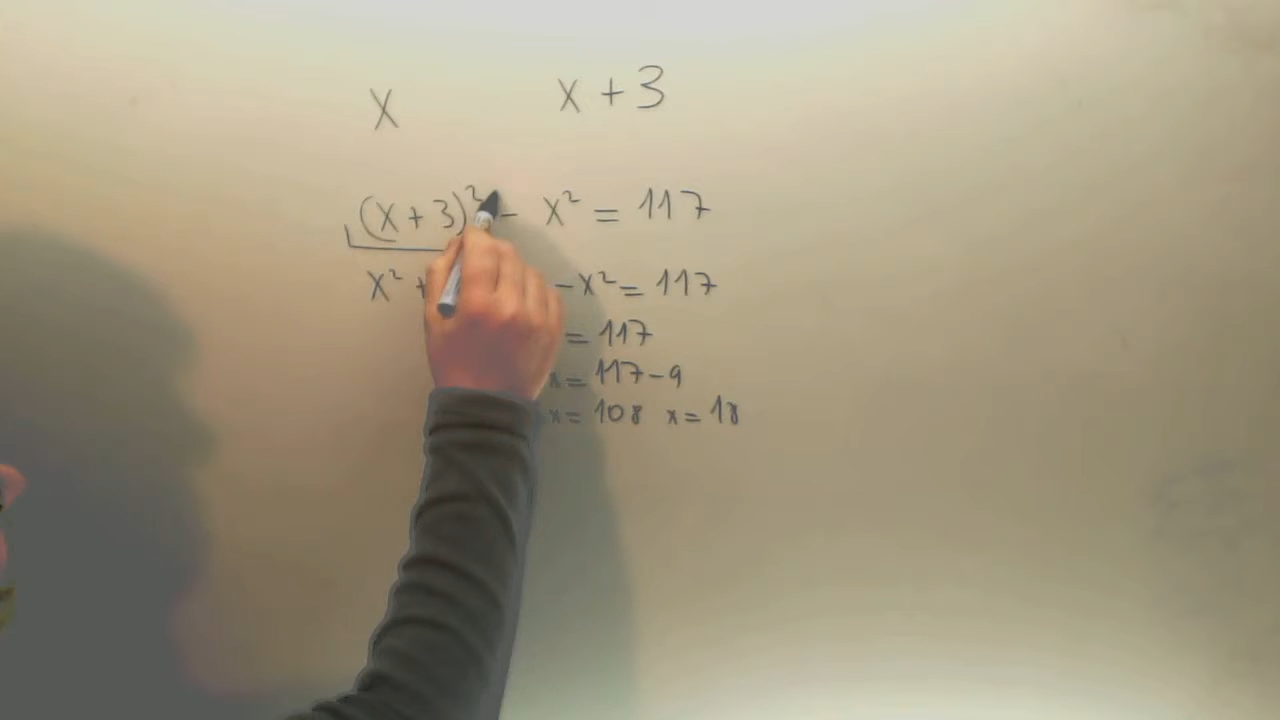 x x + 3
(x + 3)² - x² = 117
x² + - x² = 117
= 117
x = 117 - 9
x = 108 x = 18